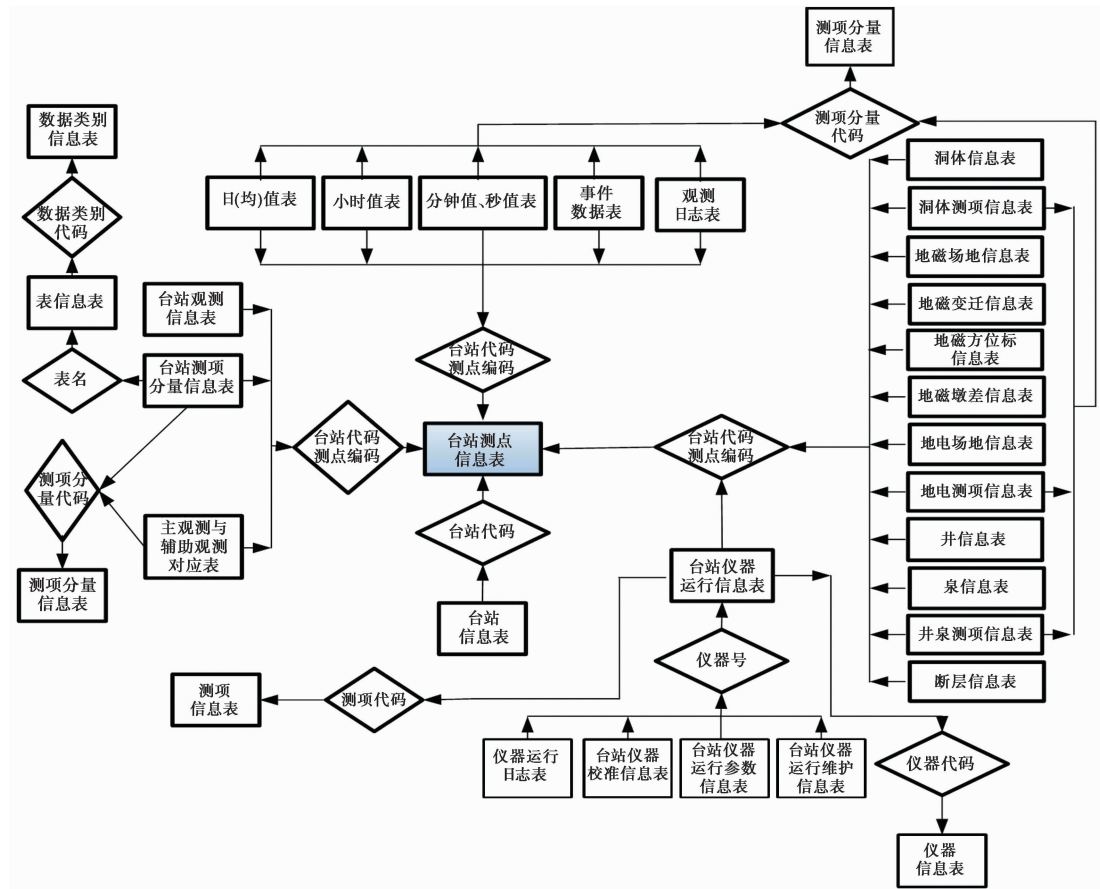 测项分量
信息表
测项分量
代码
数据类别
信息表
数据类别
代码
表信息表
表名
日(均)值表
小时值表
分钟值、秒值表
事件
数据表
观测
日志表
台站代码
测点编码
台站观测
信息表
台站测项
分量信息表
主观测与
辅助观测
对应表
测项分
量代码
测项分量
信息表
台站代码
测点编码
台站测点
信息表
台站代码
台站
信息表
台站代码
测点编码
洞体信息表
洞体测项信息表
地磁场地信息表
地磁变迁信息表
地磁方位标
信息表
地磁墩差信息表
地电场地信息表
地电测项信息表
井信息表
泉信息表
井泉测项信息表
断层信息表
台站仪器
运行信息表
仪器号
测项代码
测项
信息表
仪器运行
日志表
台站仪器
校准信息表
台站仪器
运行参数
信息表
台站仪器
运行维护
信息表
仪器代码
仪器
信息表